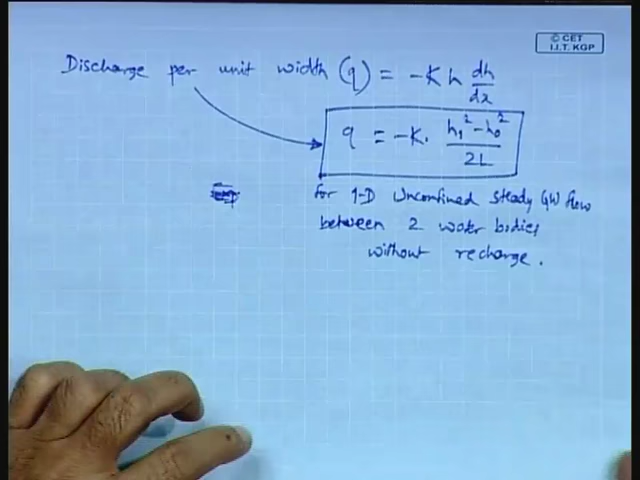 © CET
I.I.T. KGP
Discharge per unit width (q) = -K h dh/dx
q = -K. h₁² - h₀² / 2L
for 1-D Unconfined steady GW flow
between 2 water bodies
without recharge.